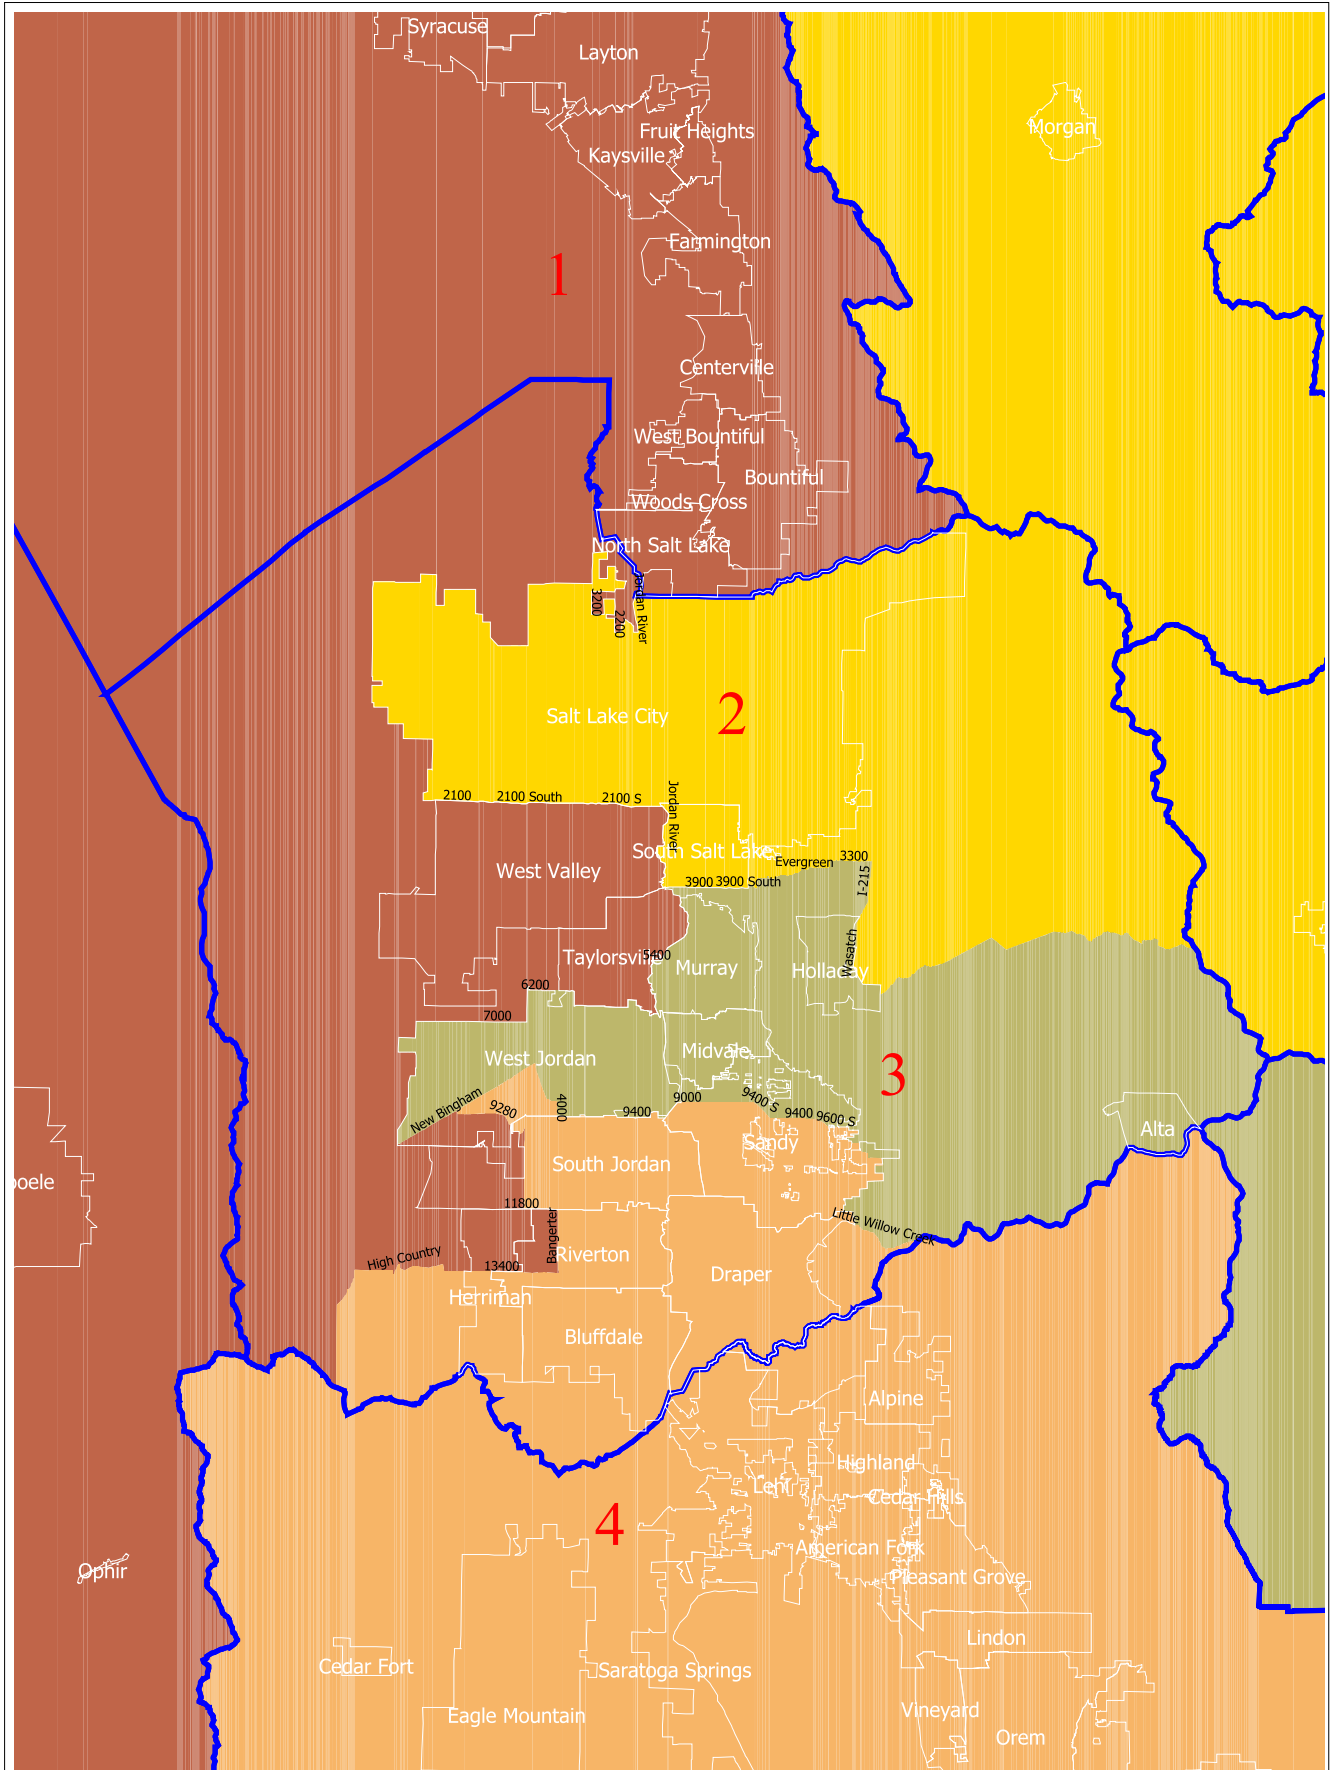 Syracuse
Layton
Morgan
Fruit Heights
Kaysville
Farmington
1
Centerville
West Bountiful
Bountiful
Woods Cross
North Salt Lake
3200
2200
Jordan River
Salt Lake City
2
2100
2100 South
2100 S
Jordan River
South Salt Lake
Evergreen
3300
West Valley
3900
3900 South
I-215
Taylorsville
5400
Murray
Holladay
Wasatch
6200
7000
West Jordan
Midvale
3
New Bingham
9280
4000
9400
9000
9400 S
9400
9600 S
Alta
Sandy
South Jordan
ooele
11800
Little Willow Creek
Bangerter
High Country
13400
Riverton
Draper
Herriman
Bluffdale
Alpine
Highland
Lehi
Cedar Hills
4
American Fork
Ophir
Pleasant Grove
Lindon
Cedar Fort
Saratoga Springs
Eagle Mountain
Vineyard
Orem